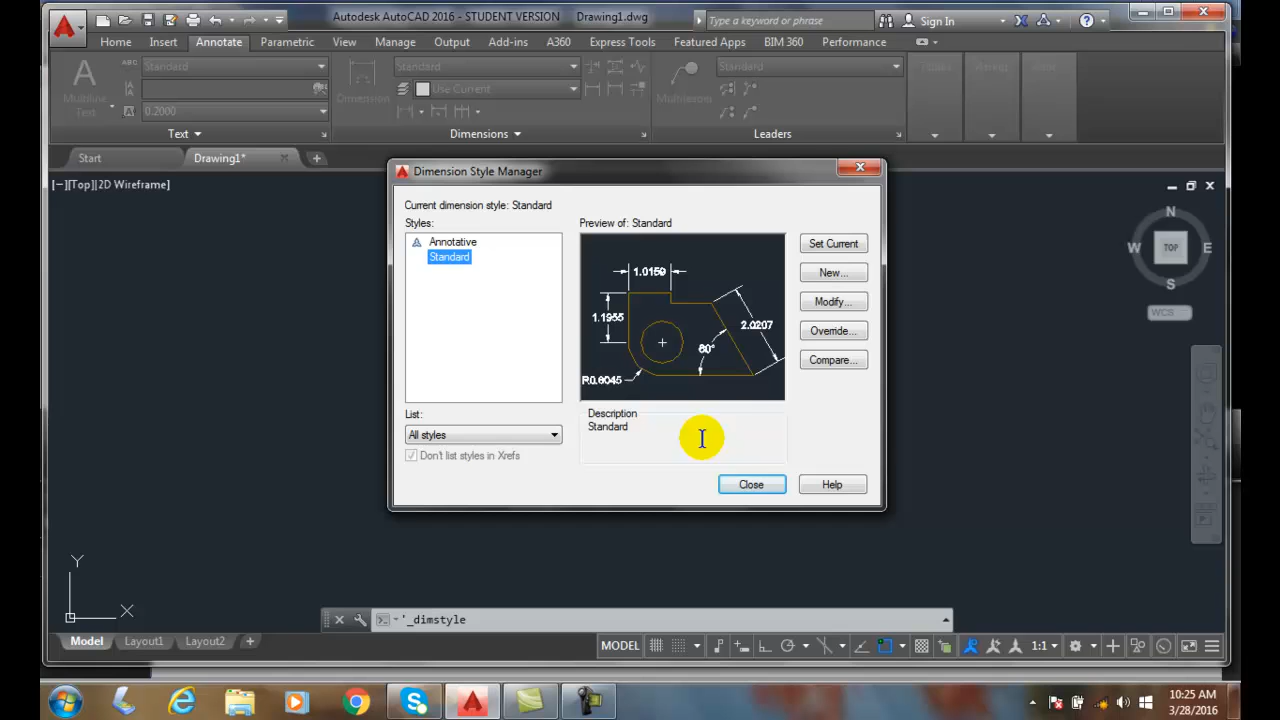 Autodesk AutoCAD 2016 - STUDENT VERSION Drawing1.dwg
Type a keyword or phrase
Sign In
Home Insert Annotate Parametric View Manage Output Add-ins A360 Express Tools Featured Apps BIM 360 Performance
Standard
Standard
Standard
Multiline
Text
Dimension
Use Current
0.2000
Text
Dimensions
Leaders
Start
Drawing1*
[−][Top][2D Wireframe]
Dimension Style Manager
Current dimension style: Standard
Styles:
Annotative
Standard
Preview of: Standard
1.0159
1.1955
2.0207
60°
R0.8045
Set Current
New...
Modify...
Override...
Compare...
List:
All styles
Don't list styles in Xrefs
Description
Standard
Close
Help
N
W
TOP
E
S
WCS
Y
X
'_dimstyle
Model Layout1 Layout2
MODEL
1:1
10:25 AM
3/28/2016